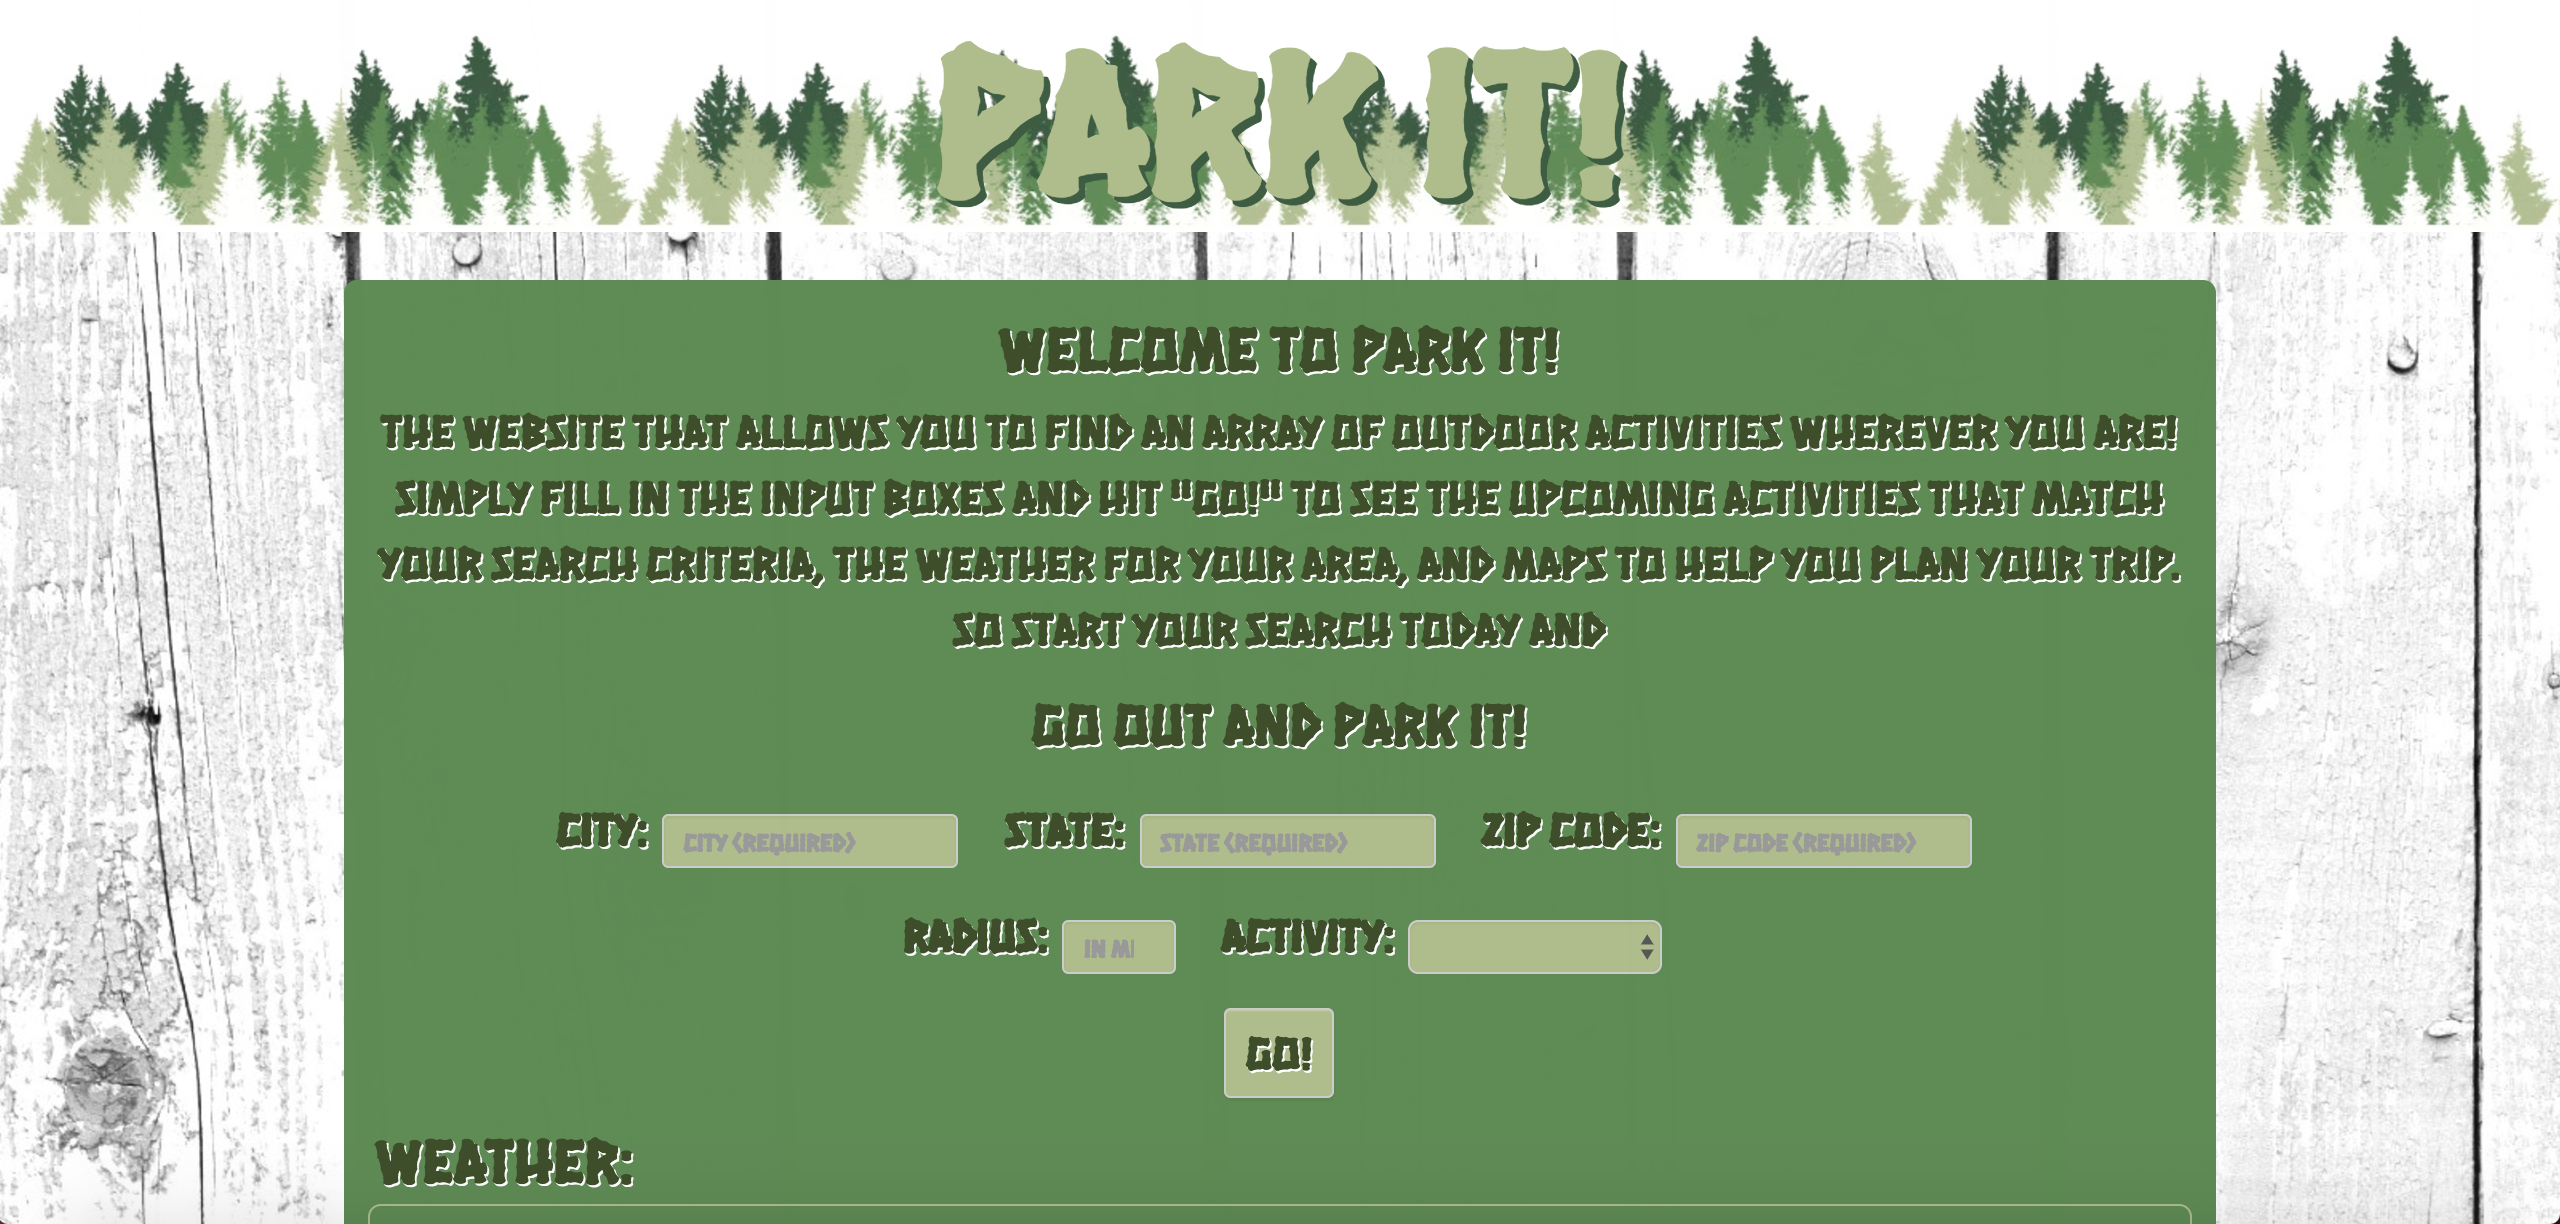 PARK IT!
WELCOME TO PARK IT!
THE WEBSITE THAT ALLOWS YOU TO FIND AN ARRAY OF OUTDOOR ACTIVITIES WHEREVER YOU ARE!
SIMPLY FILL IN THE INPUT BOXES AND HIT "GO!" TO SEE THE UPCOMING ACTIVITIES THAT MATCH
YOUR SEARCH CRITERIA, THE WEATHER FOR YOUR AREA, AND MAPS TO HELP YOU PLAN YOUR TRIP.
SO START YOUR SEARCH TODAY AND
GO OUT AND PARK IT!
CITY: CITY (REQUIRED) STATE: STATE (REQUIRED) ZIP CODE: ZIP CODE (REQUIRED)
RADIUS: IN MI ACTIVITY:
GO!
WEATHER: